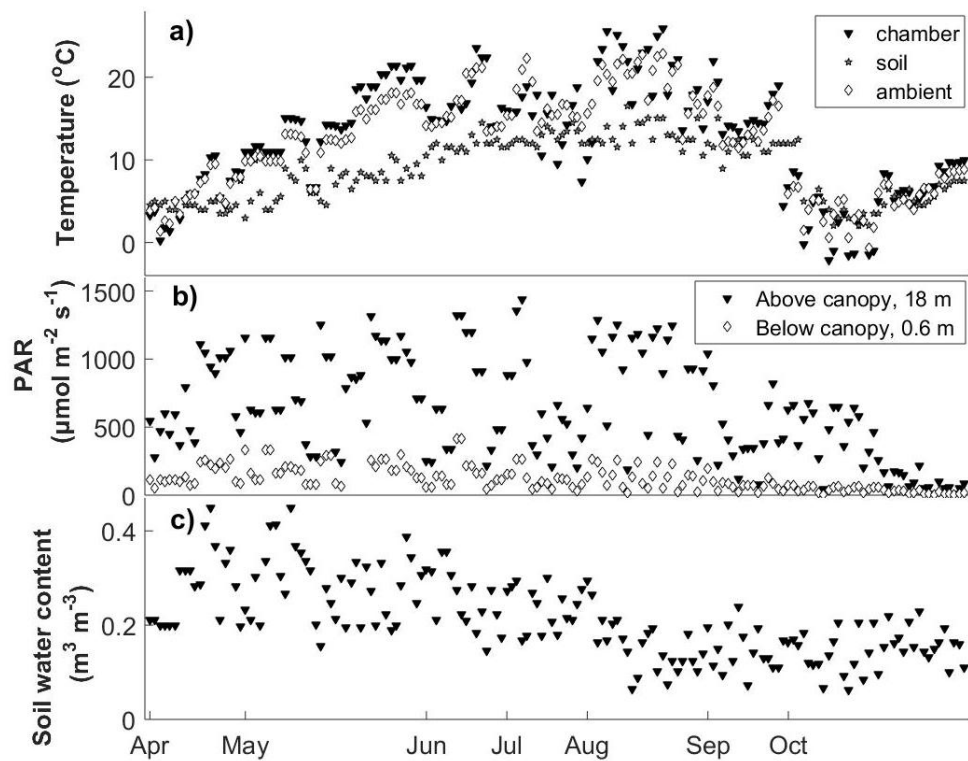 a)
chamber
soil
ambient
Temperature (°C)
20
10
0
b)
Above canopy, 18 m
Below canopy, 0.6 m
PAR
(µmol m⁻² s⁻¹)
1500
1000
500
0
c)
Soil water content
(m³ m⁻³)
0.4
0.2
0
Apr May Jun Jul Aug Sep Oct